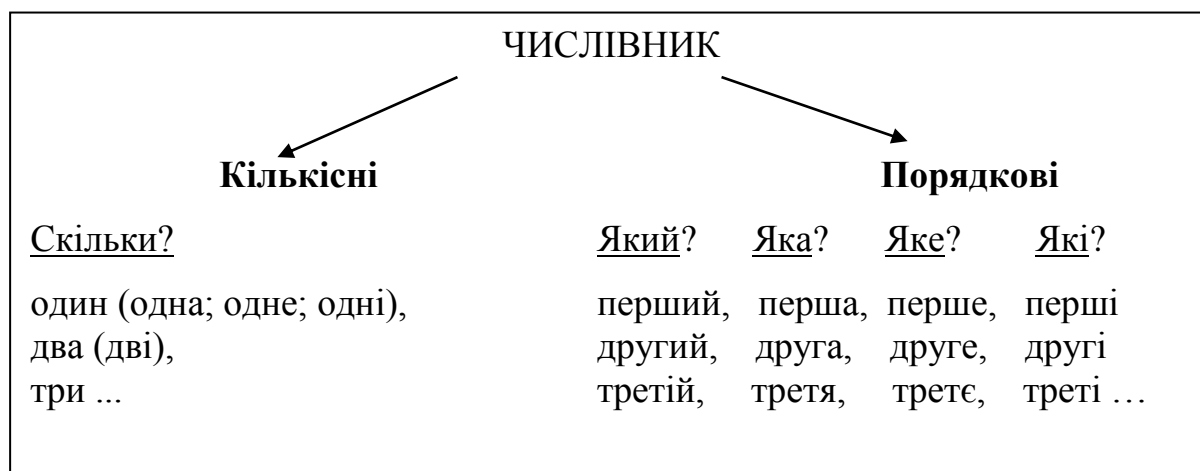 ЧИСЛІВНИК
Кількісні Порядкові
Скільки? Який? Яка? Яке? Які?
один (одна; одне; одні), перший, перша, перше, перші
два (дві), другий, друга, друге, другі
три ... третій, третя, третє, треті …